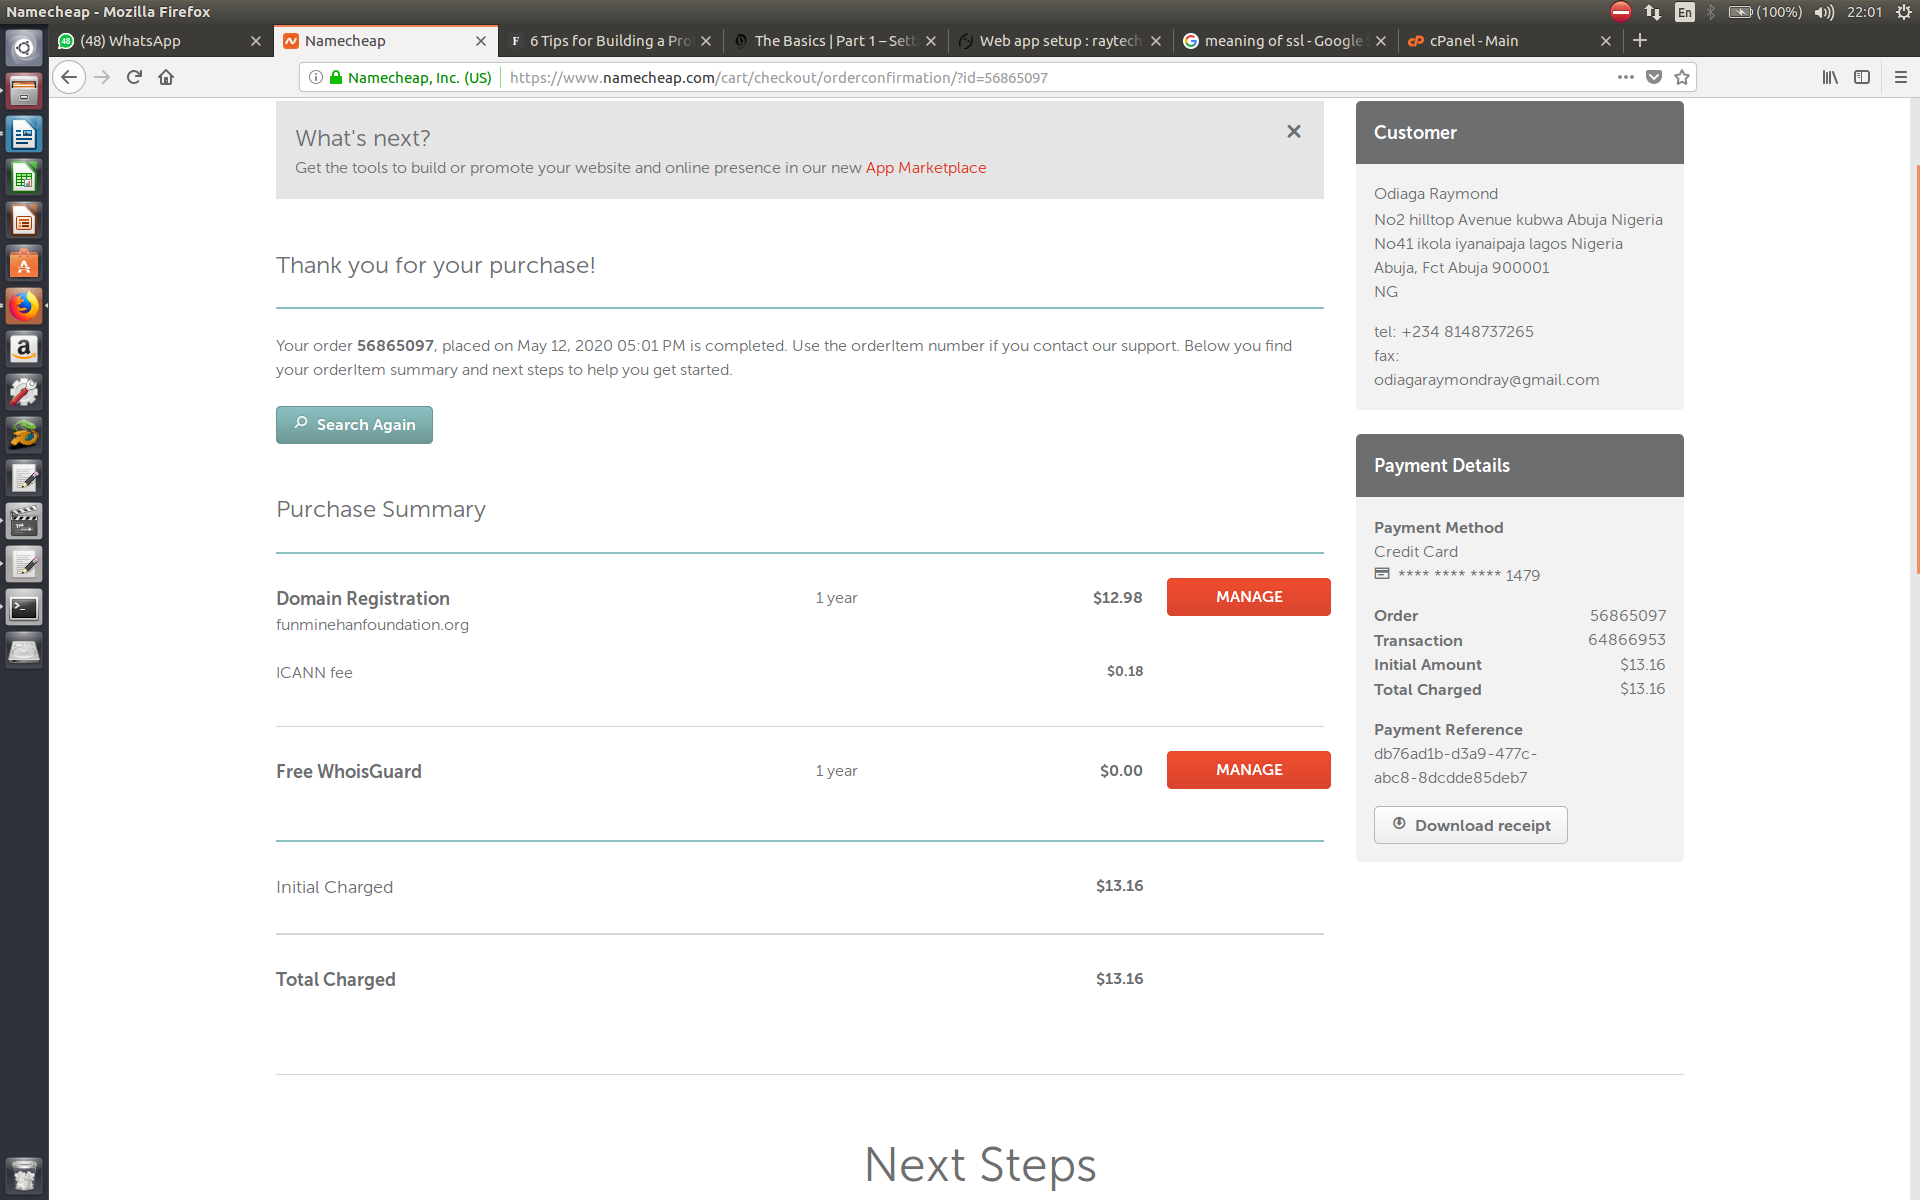 Namecheap - Mozilla Firefox
En
(100%)
22:01
(48) WhatsApp
Namecheap
6 Tips for Building a Pro
The Basics | Part 1 – Sett
Web app setup : raytech
meaning of ssl - Google
cPanel - Main
Namecheap, Inc. (US)
https://www.namecheap.com/cart/checkout/orderconfirmation/?id=56865097
What's next?
Get the tools to build or promote your website and online presence in our new App Marketplace
Thank you for your purchase!
Your order 56865097, placed on May 12, 2020 05:01 PM is completed. Use the orderItem number if you contact our support. Below you find
your orderItem summary and next steps to help you get started.
Search Again
Purchase Summary
Domain Registration
1 year
$12.98
MANAGE
funminehanfoundation.org
ICANN fee
$0.18
Free WhoisGuard
1 year
$0.00
MANAGE
Initial Charged
$13.16
Total Charged
$13.16
Customer
Odiaga Raymond
No2 hilltop Avenue kubwa Abuja Nigeria
No41 ikola iyanaipaja lagos Nigeria
Abuja, Fct Abuja 900001
NG
tel: +234 8148737265
fax:
odiagaraymondray@gmail.com
Payment Details
Payment Method
Credit Card
**** **** **** 1479
Order 56865097
Transaction 64866953
Initial Amount $13.16
Total Charged $13.16
Payment Reference
db76ad1b-d3a9-477c-
abc8-8dcdde85deb7
Download receipt
Next Steps